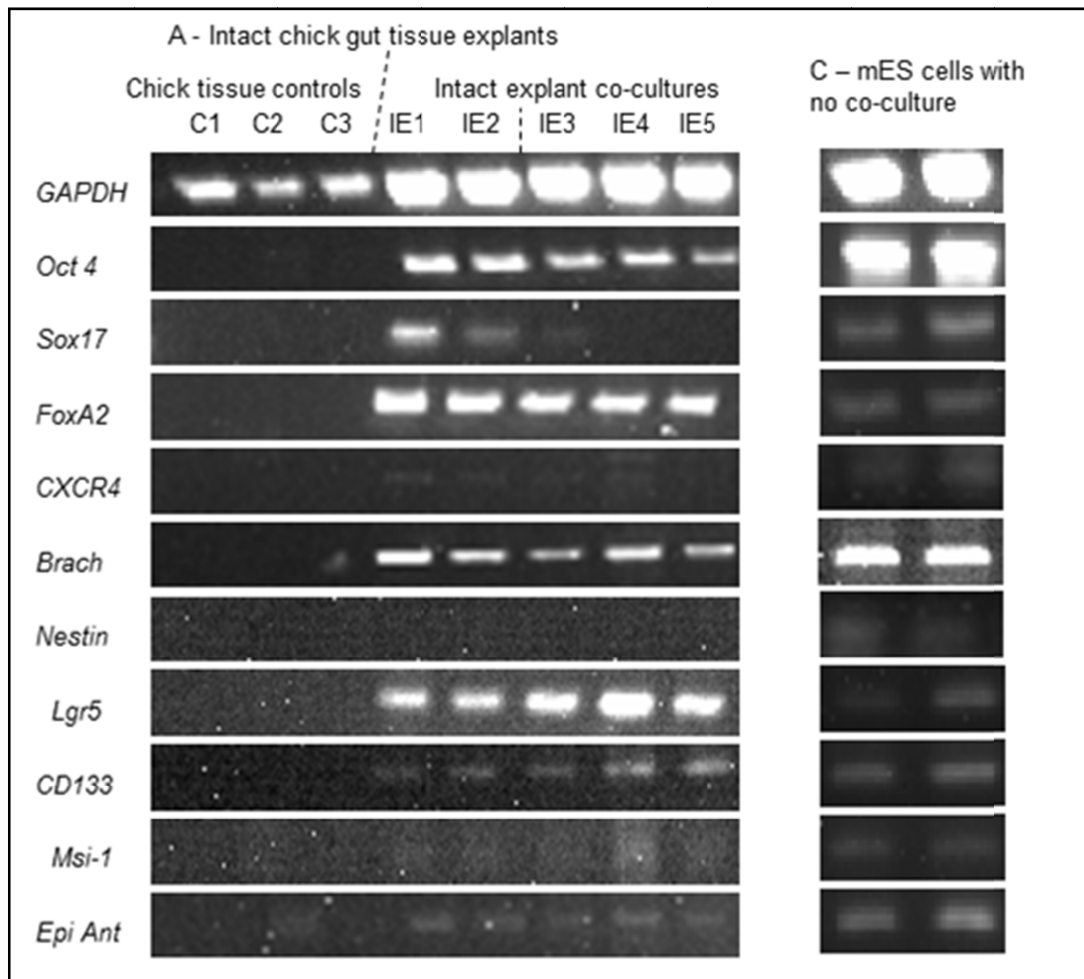 A - Intact chick gut tissue explants
Chick tissue controls Intact explant co-cultures
C1 C2 C3 IE1 IE2 IE3 IE4 IE5
C – mES cells with
no co-culture
GAPDH
Oct 4
Sox17
FoxA2
CXCR4
Brach
Nestin
Lgr5
CD133
Msi-1
Epi Ant